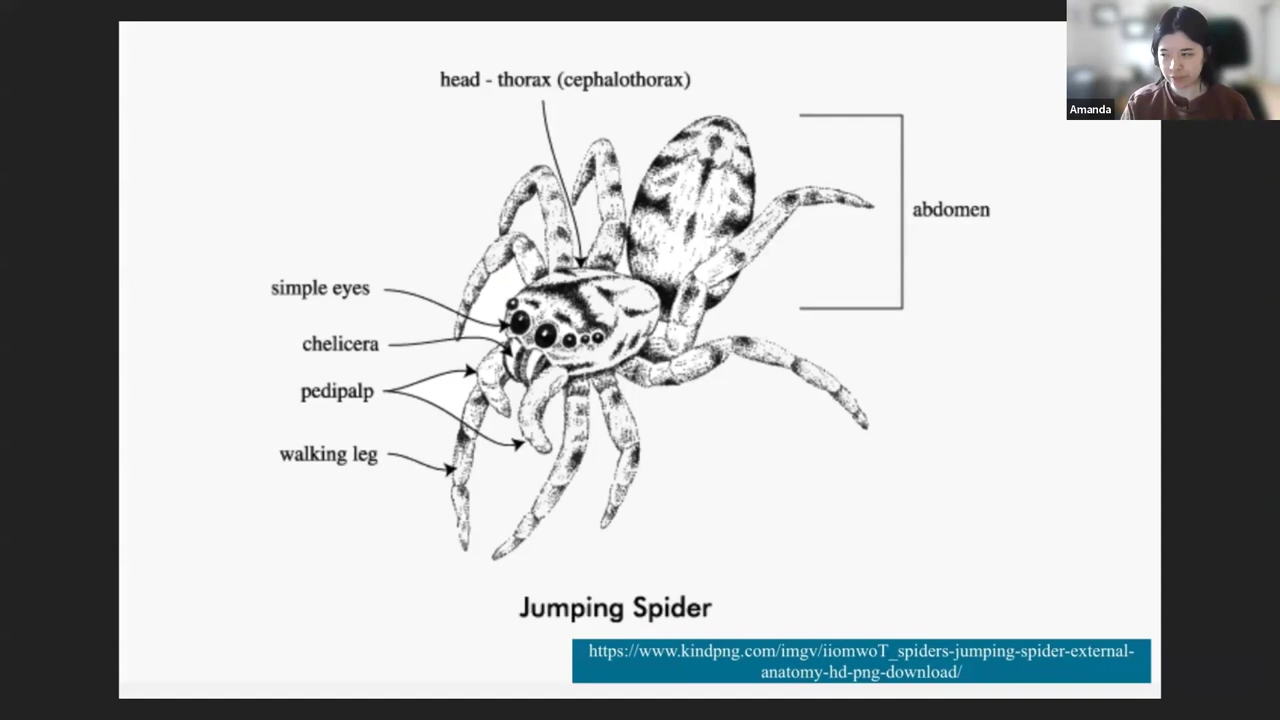 head - thorax (cephalothorax)
Amanda
abdomen
simple eyes
chelicera
pedipalp
walking leg
Jumping Spider
https://www.kindpng.com/imgv/iiomwoT_spiders-jumping-spider-external-
anatomy-hd-png-download/